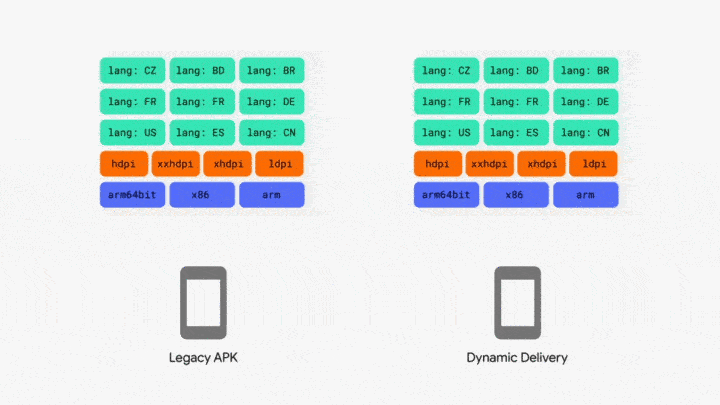 lang: CZ lang: BD lang: BR
lang: FR lang: FR lang: DE
lang: US lang: ES lang: CN
hdpi xxhdpi xhdpi ldpi
arm64bit x86 arm
Legacy APK
lang: CZ lang: BD lang: BR
lang: FR lang: FR lang: DE
lang: US lang: ES lang: CN
hdpi xxhdpi xhdpi ldpi
arm64bit x86 arm
Dynamic Delivery